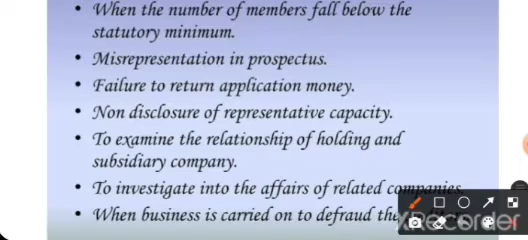 • When the number of members fall below the
statutory minimum.
• Misrepresentation in prospectus.
• Failure to return application money.
• Non disclosure of representative capacity.
• To examine the relationship of holding and
subsidiary company.
• To investigate into the affairs of related companies.
• When business is carried on to defraud the
XRecorder